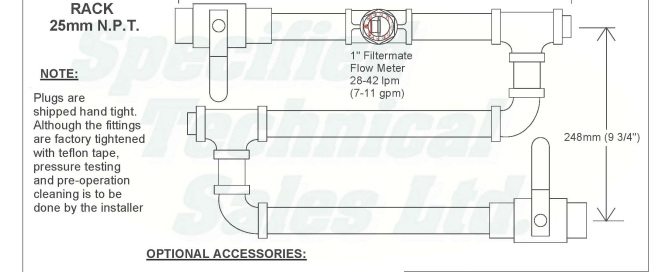 RACK
25mm N.P.T.
NOTE:
Plugs are
shipped hand tight.
Although the fittings
are factory tightened
with teflon tape,
pressure testing
and pre-operation
cleaning is to be
done by the installer
1" Filtermate
Flow Meter
28-42 lpm
(7-11 gpm)
248mm (9 3/4")
Specified
Technical
Sales Ltd.
OPTIONAL ACCESSORIES: